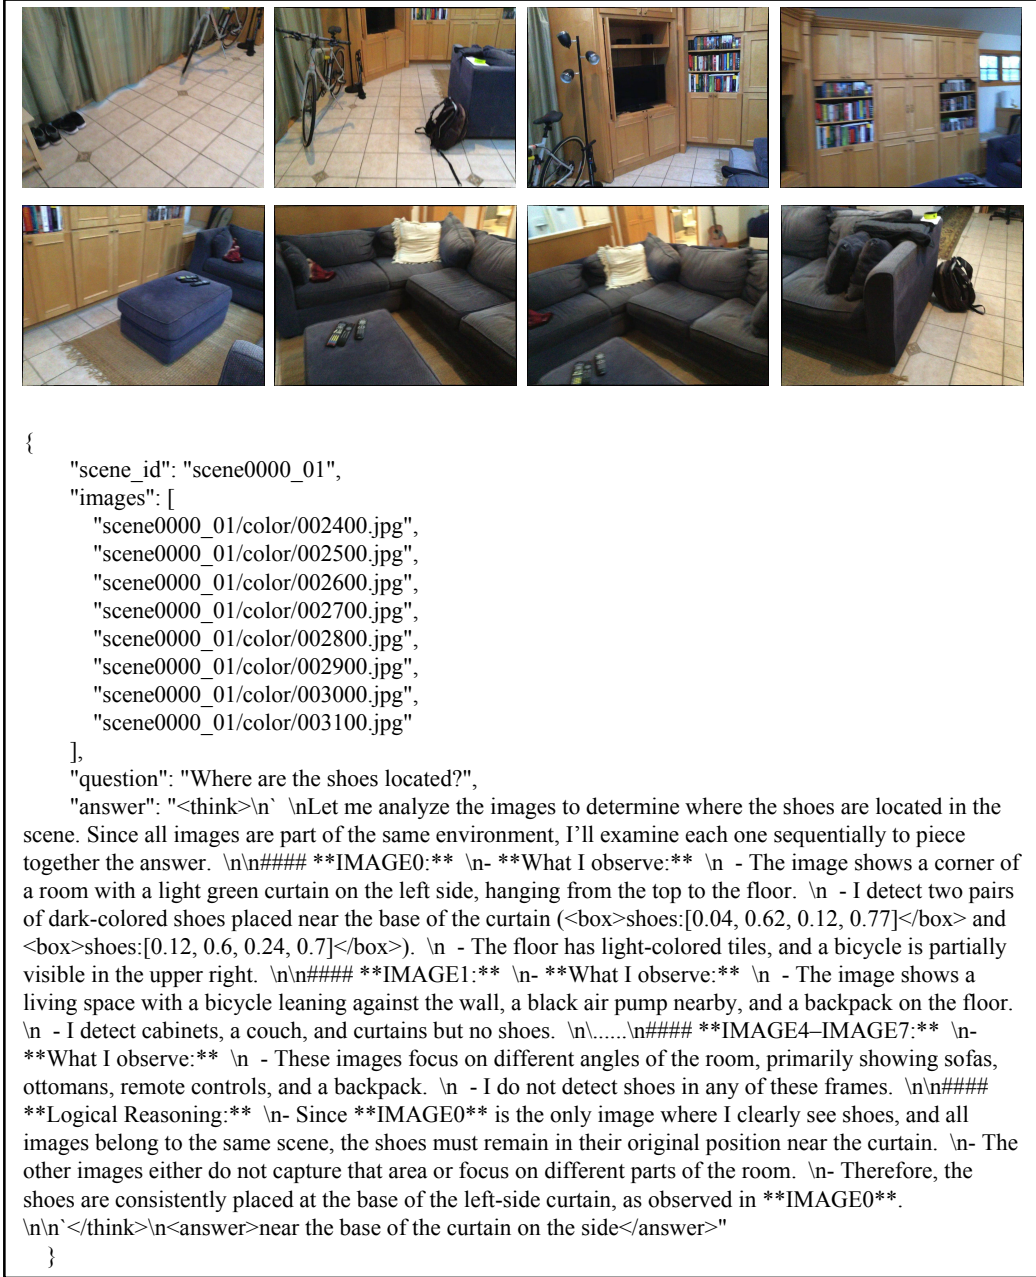 {
"scene_id": "scene0000_01",
"images": [
"scene0000_01/color/002400.jpg",
"scene0000_01/color/002500.jpg",
"scene0000_01/color/002600.jpg",
"scene0000_01/color/002700.jpg",
"scene0000_01/color/002800.jpg",
"scene0000_01/color/002900.jpg",
"scene0000_01/color/003000.jpg",
"scene0000_01/color/003100.jpg"
],
"question": "Where are the shoes located?",
"answer": "<think>\n`  \nLet me analyze the images to determine where the shoes are located in the
scene. Since all images are part of the same environment, I’ll examine each one sequentially to piece
together the answer.  \n\n#### **IMAGE0:**  \n- **What I observe:**  \n  - The image shows a corner of
a room with a light green curtain on the left side, hanging from the top to the floor.  \n  - I detect two pairs
of dark-colored shoes placed near the base of the curtain (<box>shoes:[0.04, 0.62, 0.12, 0.77]</box> and
<box>shoes:[0.12, 0.6, 0.24, 0.7]</box>).  \n  - The floor has light-colored tiles, and a bicycle is partially
visible in the upper right.  \n\n#### **IMAGE1:**  \n- **What I observe:**  \n  - The image shows a
living space with a bicycle leaning against the wall, a black air pump nearby, and a backpack on the floor.
\n  - I detect cabinets, a couch, and curtains but no shoes.  \n\......\n#### **IMAGE4–IMAGE7:**  \n-
**What I observe:**  \n  - These images focus on different angles of the room, primarily showing sofas,
ottomans, remote controls, and a backpack.  \n  - I do not detect shoes in any of these frames.  \n\n####
**Logical Reasoning:**  \n- Since **IMAGE0** is the only image where I clearly see shoes, and all
images belong to the same scene, the shoes must remain in their original position near the curtain.  \n- The
other images either do not capture that area or focus on different parts of the room.  \n- Therefore, the
shoes are consistently placed at the base of the left-side curtain, as observed in **IMAGE0**.
\n\n`</think>\n<answer>near the base of the curtain on the side</answer>"
}